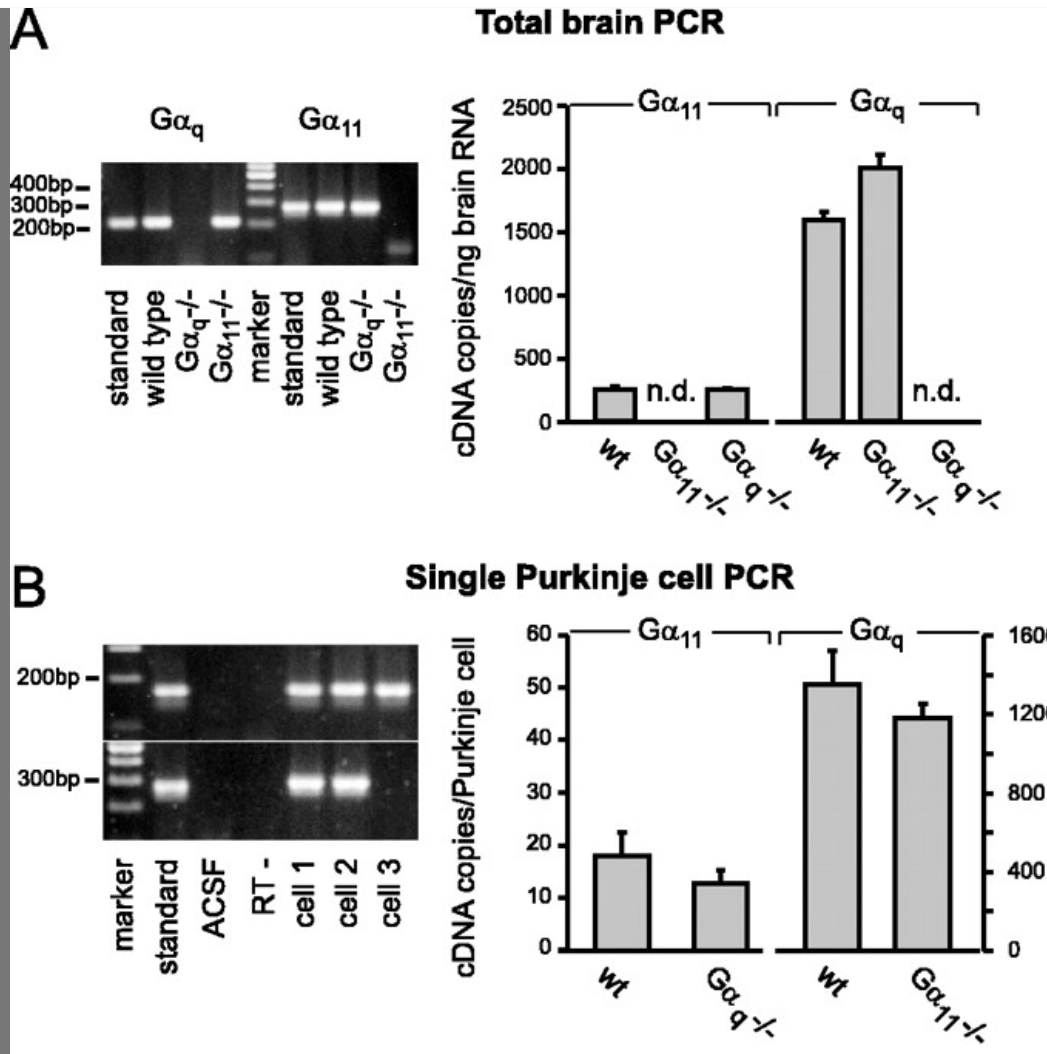 A
Total brain PCR
Gαq
Gα11
400bp
300bp
200bp
standard
wild type
Gαq-/-
Gα11-/-
marker
standard
wild type
Gαq-/-
Gα11-/-
cDNA copies/ng brain RNA
2500
2000
1500
1000
500
0
Gα11
Gαq
n.d.
n.d.
wt
Gα11-/-
Gαq-/-
wt
Gα11-/-
Gαq-/-
B
Single Purkinje cell PCR
200bp
300bp
marker
standard
ACSF
RT -
cell 1
cell 2
cell 3
cDNA copies/Purkinje cell
60
50
40
30
20
10
0
Gα11
Gαq
1600
1200
800
400
0
wt
Gαq-/-
wt
Gα11-/-